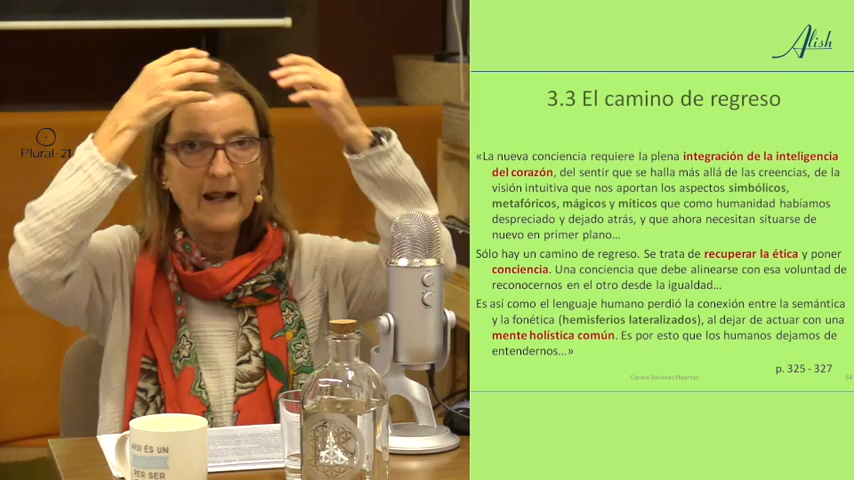 Plural-21
AVUI ÉS UN
PER SER
Alish
3.3 El camino de regreso
«La nueva conciencia requiere la plena integración de la inteligencia
del corazón, del sentir que se halla más allá de las creencias, de la
visión intuitiva que nos aportan los aspectos simbólicos,
metafóricos, mágicos y míticos que como humanidad habíamos
despreciado y dejado atrás, y que ahora necesitan situarse de
nuevo en primer plano...
Sólo hay un camino de regreso. Se trata de recuperar la ética y poner
conciencia. Una conciencia que debe alinearse con esa voluntad de
reconocernos en el otro desde la igualdad...
Es así como el lenguaje humano perdió la conexión entre la semántica
y la fonética (hemisferios lateralizados), al dejar de actuar con una
mente holística común. Es por esto que los humanos dejamos de
entendernos...»
p. 325 - 327
Carme Jiménez Huertas